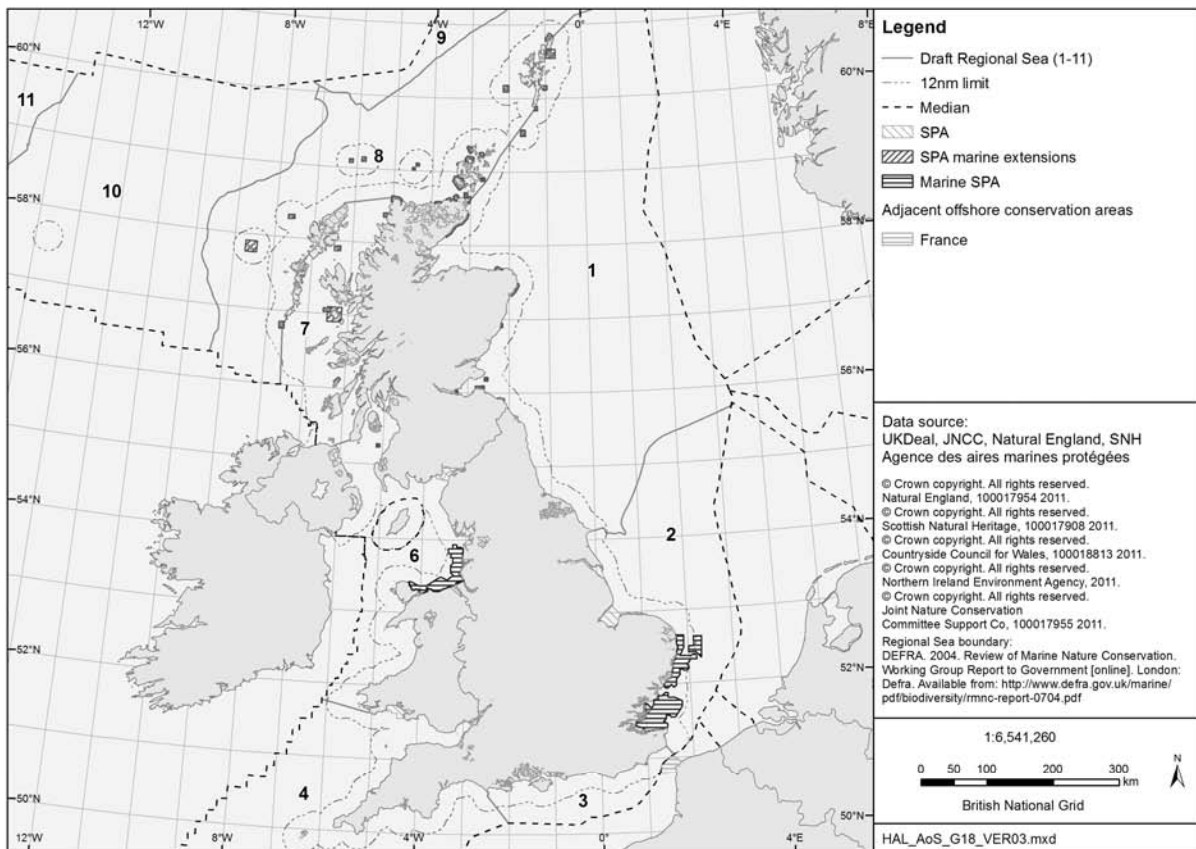 12°W 8°W 4°W 0° 4°E 8°E
60°N
60°N
58°N
58°N
56°N
56°N
54°N
54°N
52°N
52°N
50°N
50°N
12°W 8°W 4°W 0° 4°E
9
11
8
10
1
7
2
6
4
3
Legend
Draft Regional Sea (1-11)
12nm limit
Median
SPA
SPA marine extensions
Marine SPA
Adjacent offshore conservation areas
France
Data source:
UKDeal, JNCC, Natural England, SNH
Agence des aires marines protégées
© Crown copyright. All rights reserved.
Natural England, 100017954 2011.
© Crown copyright. All rights reserved.
Scottish Natural Heritage, 100017908 2011.
© Crown copyright. All rights reserved.
Countryside Council for Wales, 100018813 2011.
© Crown copyright. All rights reserved.
Northern Ireland Environment Agency, 2011.
© Crown copyright. All rights reserved.
Joint Nature Conservation
Committee Support Co, 100017955 2011.
Regional Sea boundary:
DEFRA. 2004. Review of Marine Nature Conservation.
Working Group Report to Government [online]. London:
Defra. Available from: http://www.defra.gov.uk/marine/
pdf/biodiversity/rmnc-report-0704.pdf
1:6,541,260
N
0 50 100 200 300
km
British National Grid
HAL_AoS_G18_VER03.mxd